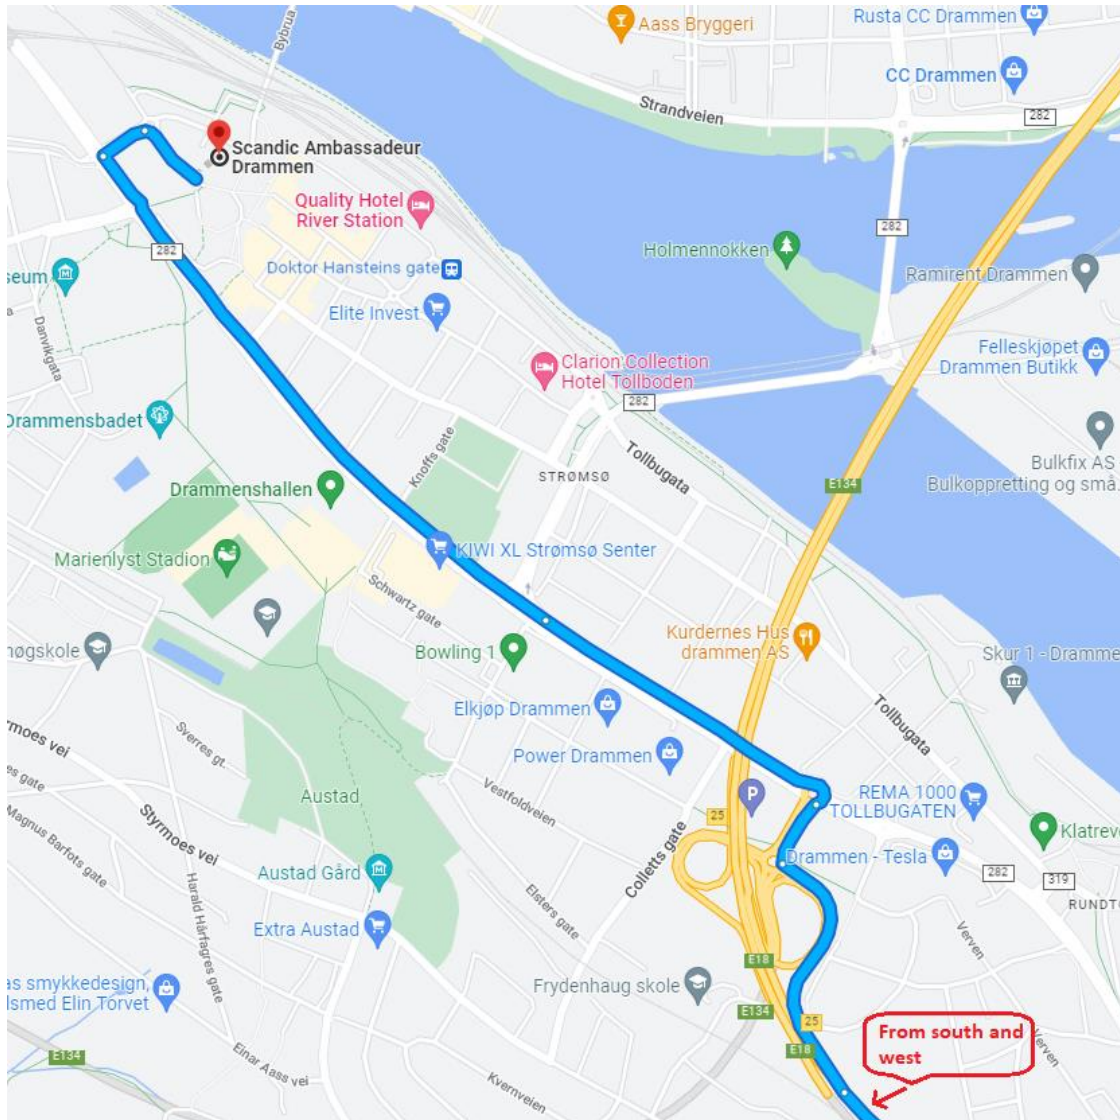 Aass Bryggeri
Rusta CC Drammen
Bybrua
CC Drammen
Strandveien
282
Scandic Ambassadeur
Drammen
Quality Hotel
River Station
282
282
Holmennokken
Doktor Hansteins gate
Ramirent Drammen
seum
Elite Invest
Danvikgata
Felleskjøpet
Drammen Butikk
Clarion Collection
Hotel Tollboden
282
Drammensbadet
Knoffs gate
Tollbugata
Bulkfix AS
Bulkoppretting og små.
STRØMSØ
E134
Drammenshallen
Marienlyst Stadion
KIWI XL Strømsø Senter
Schwartz gate
Kurdernes Hus
drammen AS
høgskole
Bowling 1
Skur 1 - Dramme
Elkjøp Drammen
Tollbugata
rmoes vei
Sverres gt.
Power Drammen
es gate
Austad
Vestfoldveien
P
REMA 1000
TOLLBUGATEN
25
Styrmoes vei
Magnus Barfots gate
Klatreve
Colletts gate
Drammen - Tesla
Austad Gård
282
319
RUNDTO
Harald Hårfagres gate
Elsters gate
Extra Austad
Verven
E18
as smykkedesign,
dsmed Elin Torvet
Frydenhaug skole
E134
25
From south and
west
Verven
E134
E18
Einar Aass vei
Kvernveien